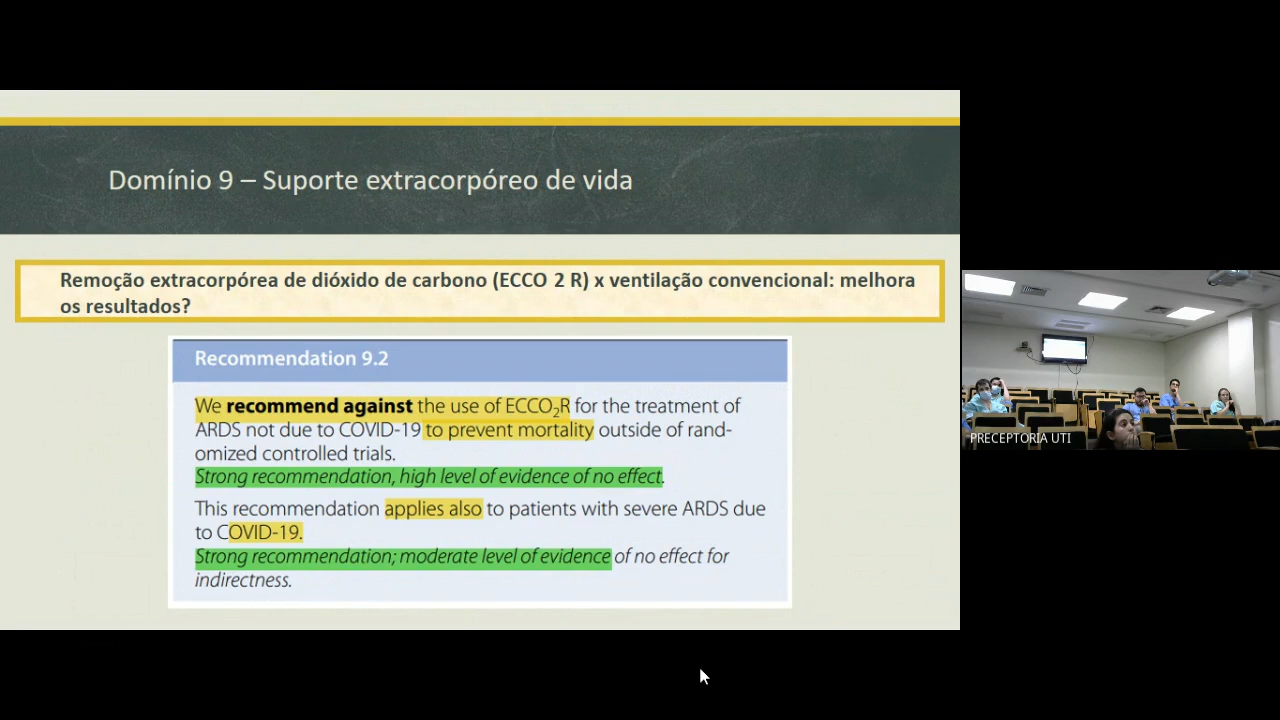 Domínio 9 – Suporte extracorpóreo de vida
Remoção extracorpórea de dióxido de carbono (ECCO 2 R) x ventilação convencional: melhora
os resultados?
Recommendation 9.2
We recommend against the use of ECCO₂R for the treatment of
ARDS not due to COVID-19 to prevent mortality outside of rand-
omized controlled trials.
Strong recommendation, high level of evidence of no effect.
This recommendation applies also to patients with severe ARDS due
to COVID-19.
Strong recommendation; moderate level of evidence of no effect for
indirectness.
PRECEPTORIA UTI